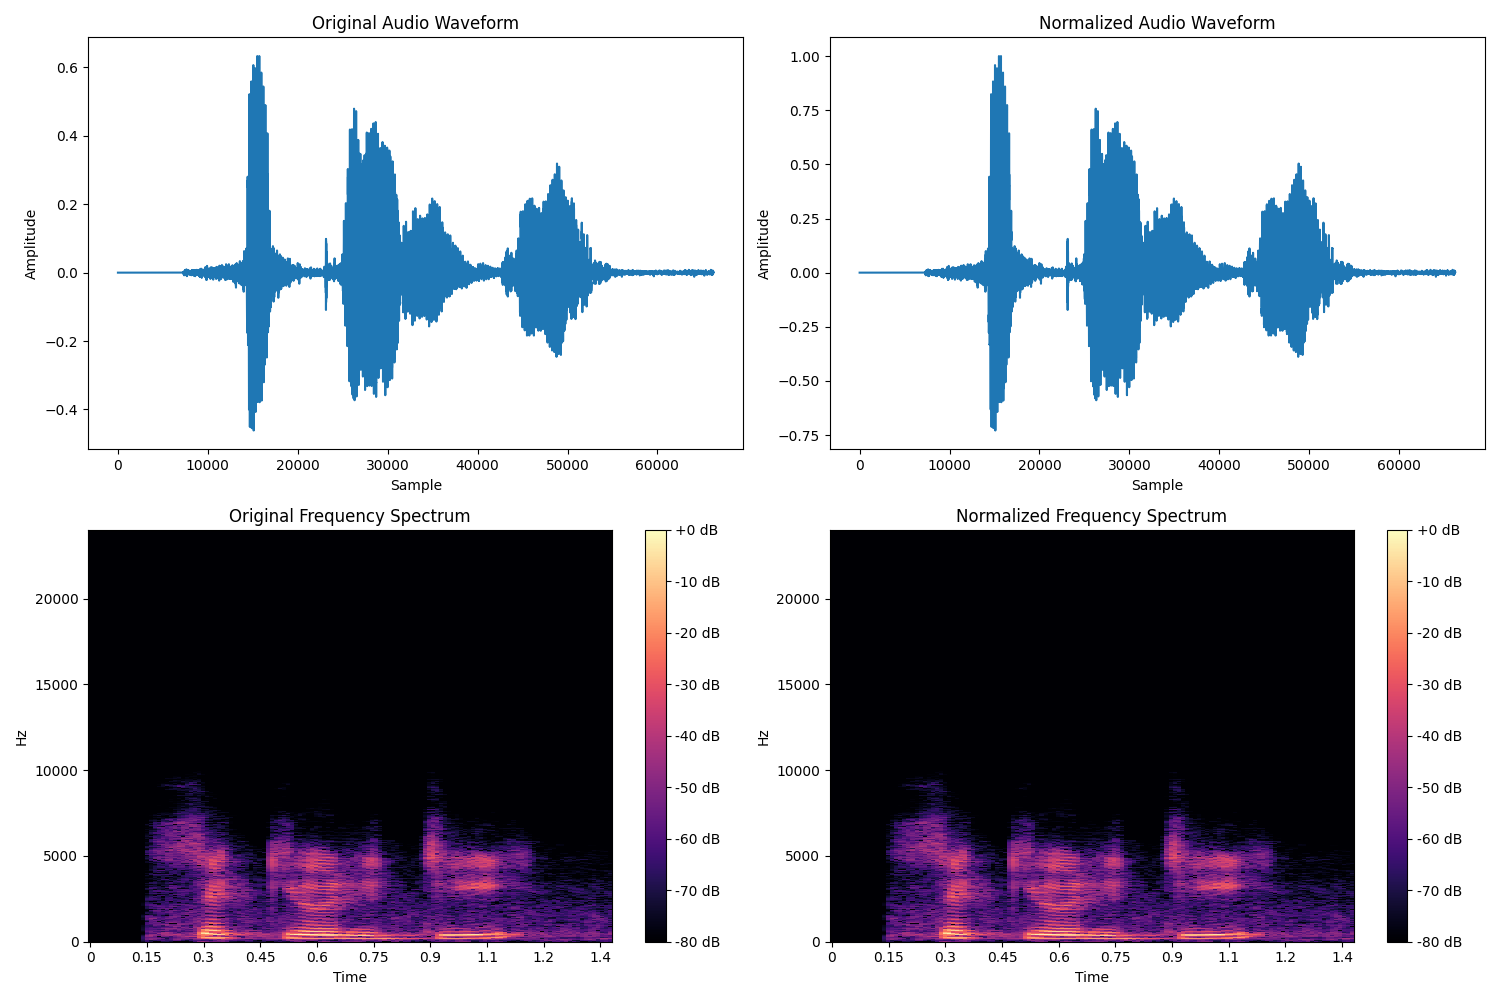 Original Audio Waveform
Normalized Audio Waveform
0.6
0.4
0.2
0.0
−0.2
−0.4
Amplitude
0
10000
20000
30000
40000
50000
60000
Sample
1.00
0.75
0.50
0.25
0.00
−0.25
−0.50
−0.75
Amplitude
0
10000
20000
30000
40000
50000
60000
Sample
Original Frequency Spectrum
Normalized Frequency Spectrum
20000
15000
10000
5000
0
Hz
0
0.15
0.3
0.45
0.6
0.75
0.9
1.1
1.2
1.4
Time
+0 dB
-10 dB
-20 dB
-30 dB
-40 dB
-50 dB
-60 dB
-70 dB
-80 dB
20000
15000
10000
5000
0
Hz
0
0.15
0.3
0.45
0.6
0.75
0.9
1.1
1.2
1.4
Time
+0 dB
-10 dB
-20 dB
-30 dB
-40 dB
-50 dB
-60 dB
-70 dB
-80 dB